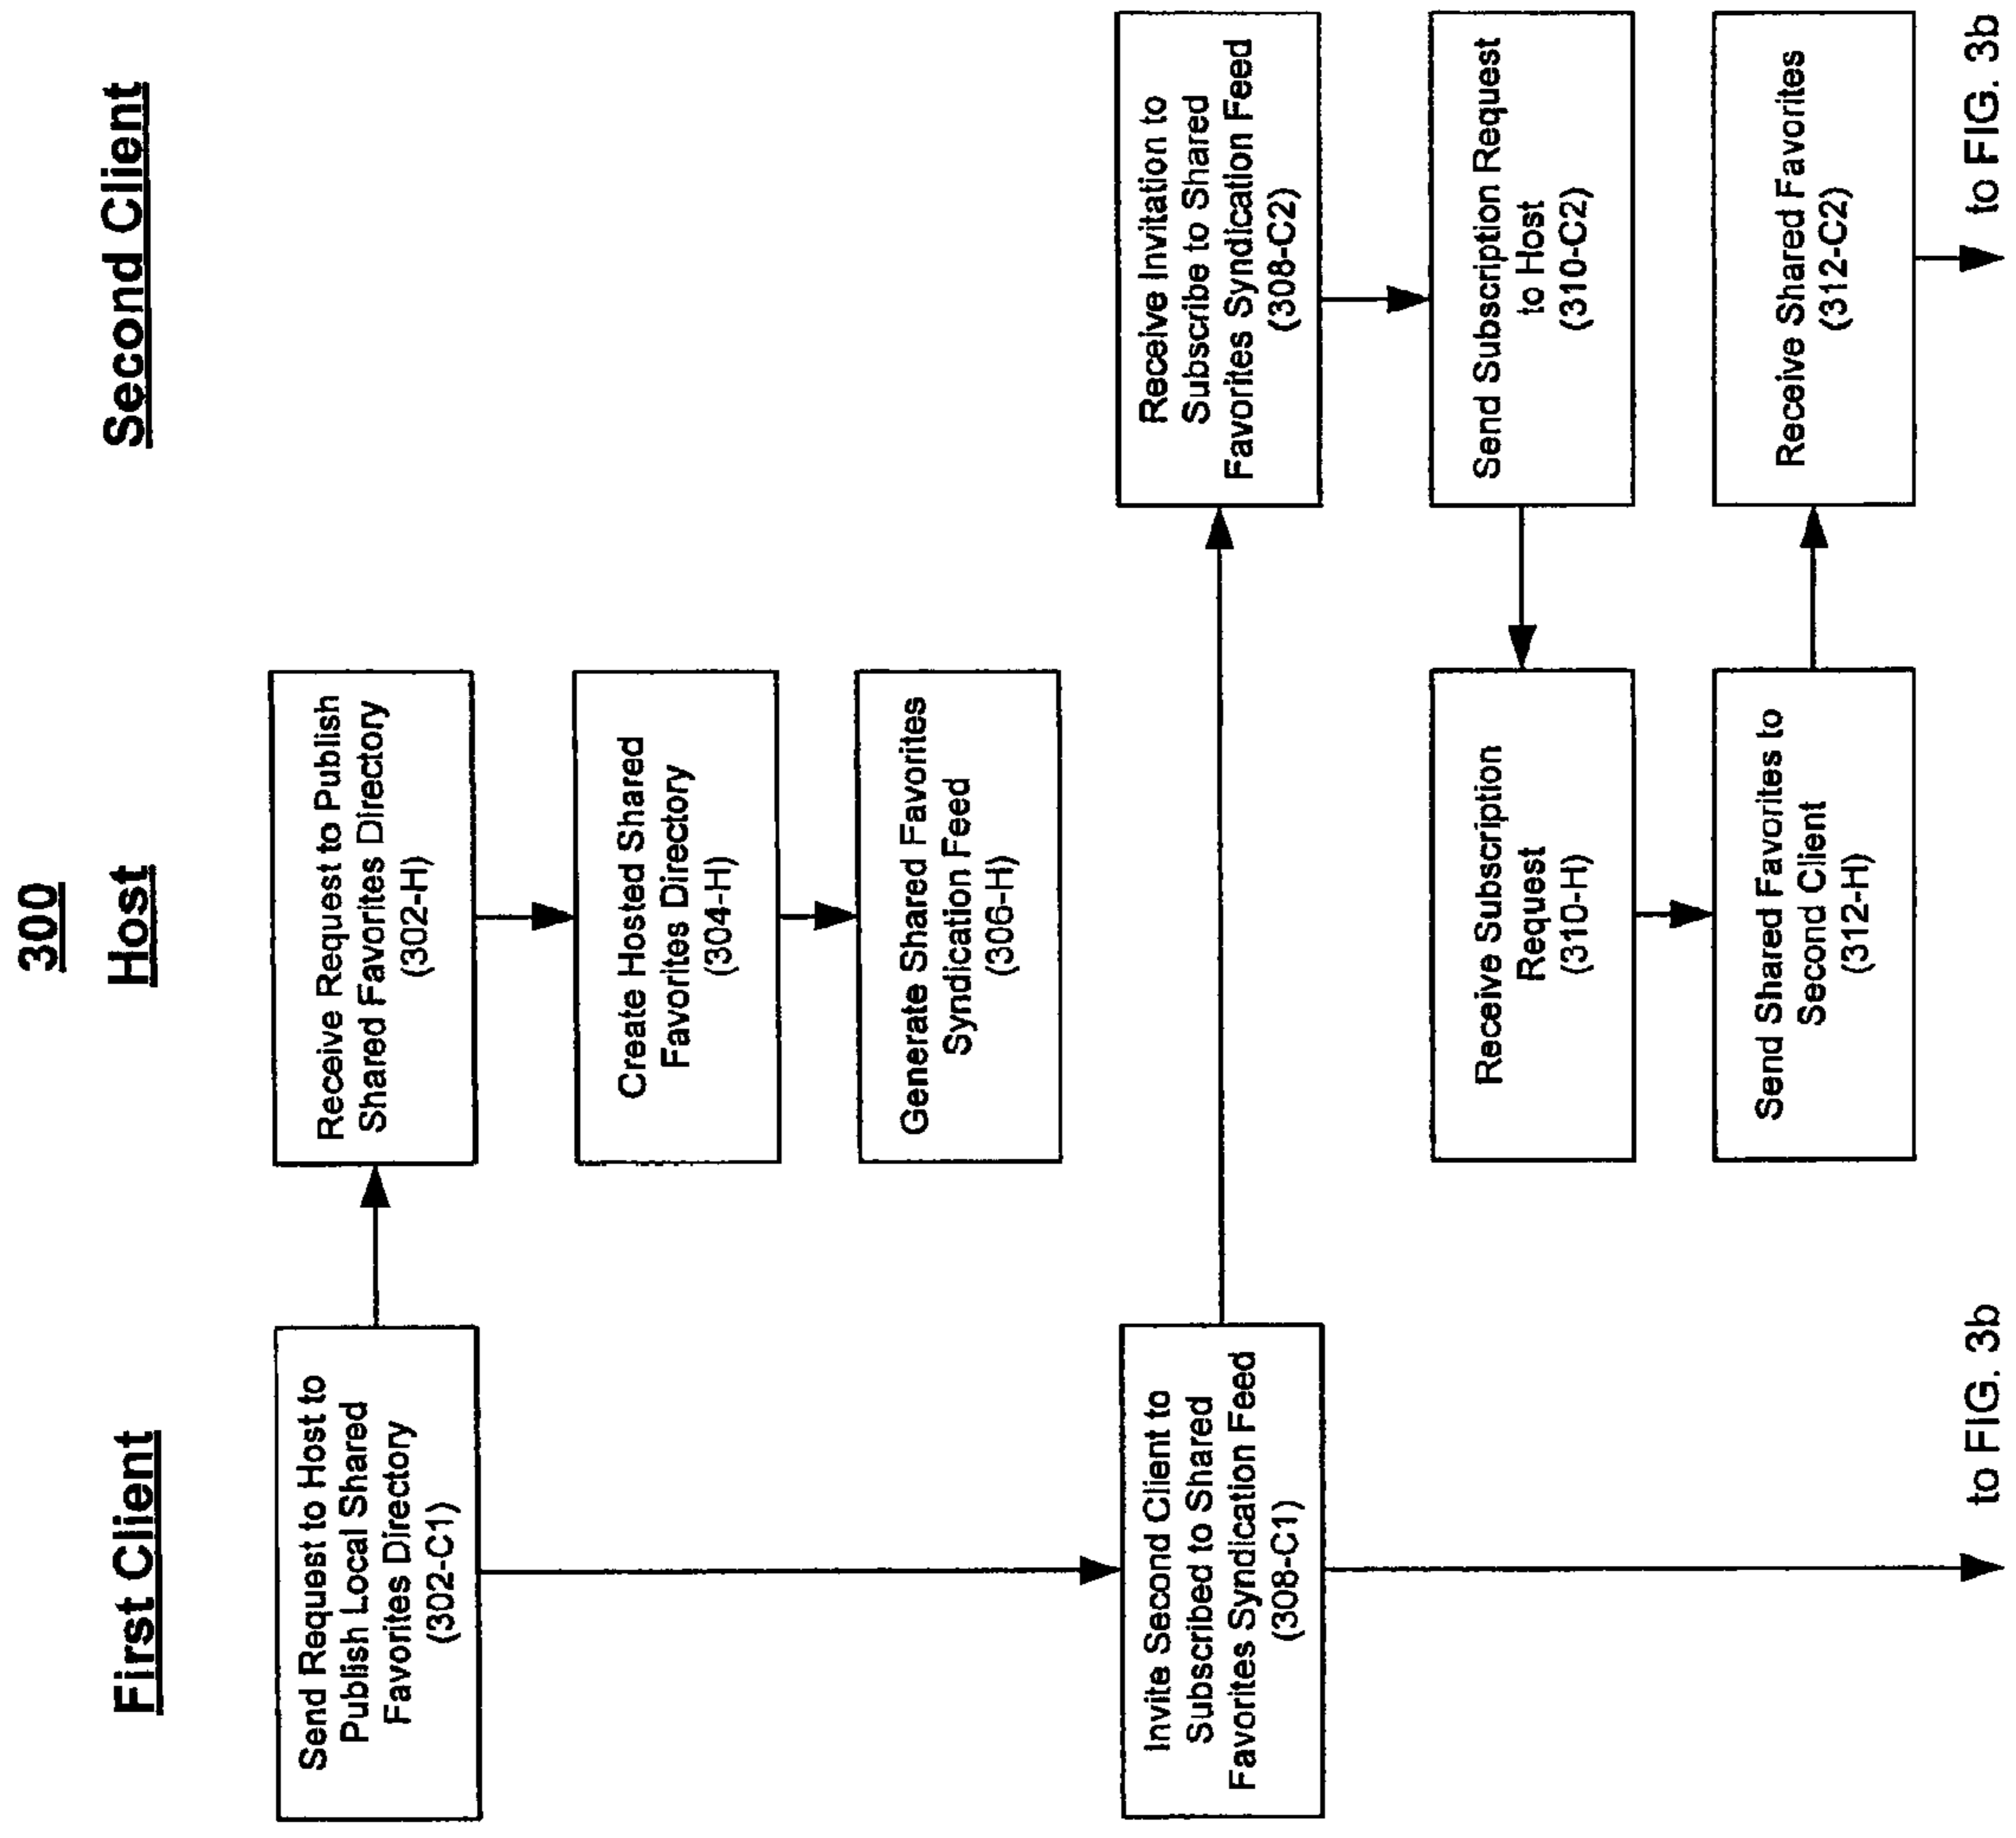 300
First Client
Host
Second Client
Send Request to Host to
Publish Local Shared
Favorites Directory
(302-C1)
Receive Request to Publish
Shared Favorites Directory
(302-H)
Create Hosted Shared
Favorites Directory
(304-H)
Generate Shared Favorites
Syndication Feed
(306-H)
Invite Second Client to
Subscribed to Shared
Favorites Syndication Feed
(308-C1)
Receive Invitation to
Subscribe to Shared
Favorites Syndication Feed
(308-C2)
Send Subscription Request
to Host
(310-C2)
Receive Subscription
Request
(310-H)
Send Shared Favorites to
Second Client
(312-H)
Receive Shared Favorites
(312-C2)
to FIG. 3b
to FIG. 3b